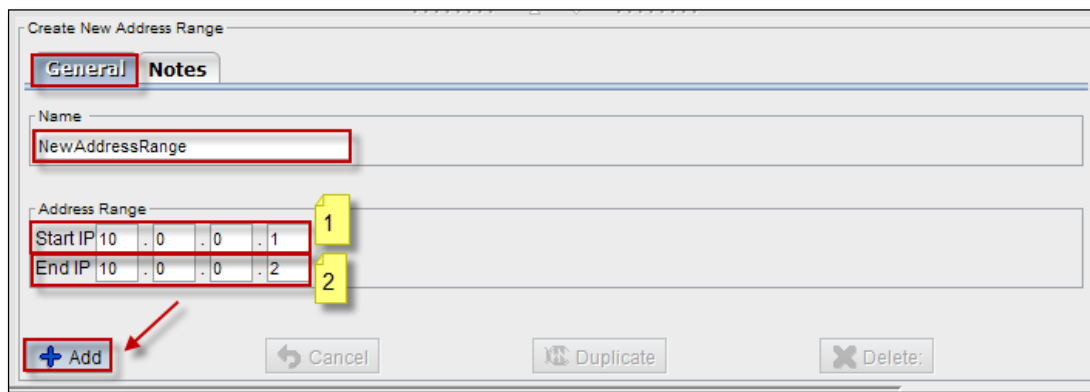 Create New Address Range
General Notes
Name
NewAddressRange
Address Range
1
Start IP 10 . 0 . 0 . 1
End IP 10 . 0 . 0 . 2
2
Add Cancel Duplicate Delete: